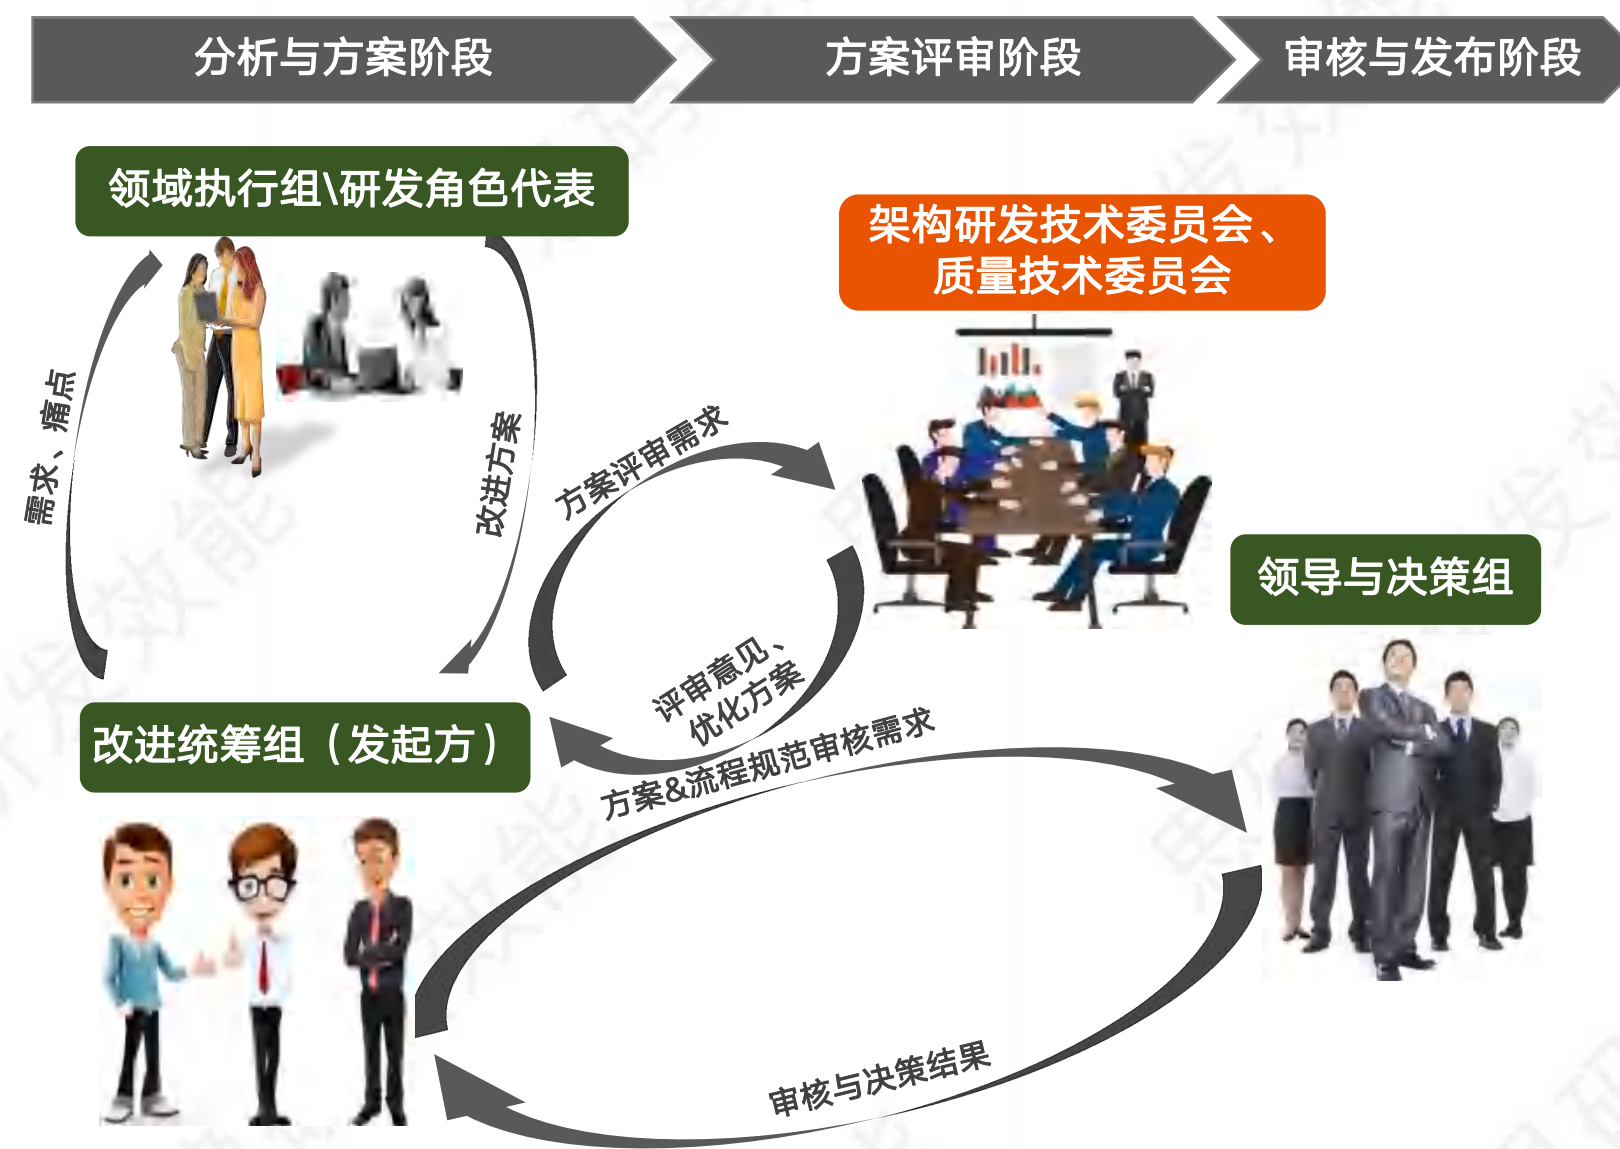 分析与方案阶段
方案评审阶段
审核与发布阶段
领域执行组\研发角色代表
架构研发技术委员会、
质量技术委员会
需求、痛点
改进方案
方案评审需求
领导与决策组
评审意见、
优化方案
改进统筹组（发起方）
方案&流程规范审核需求
审核与决策结果